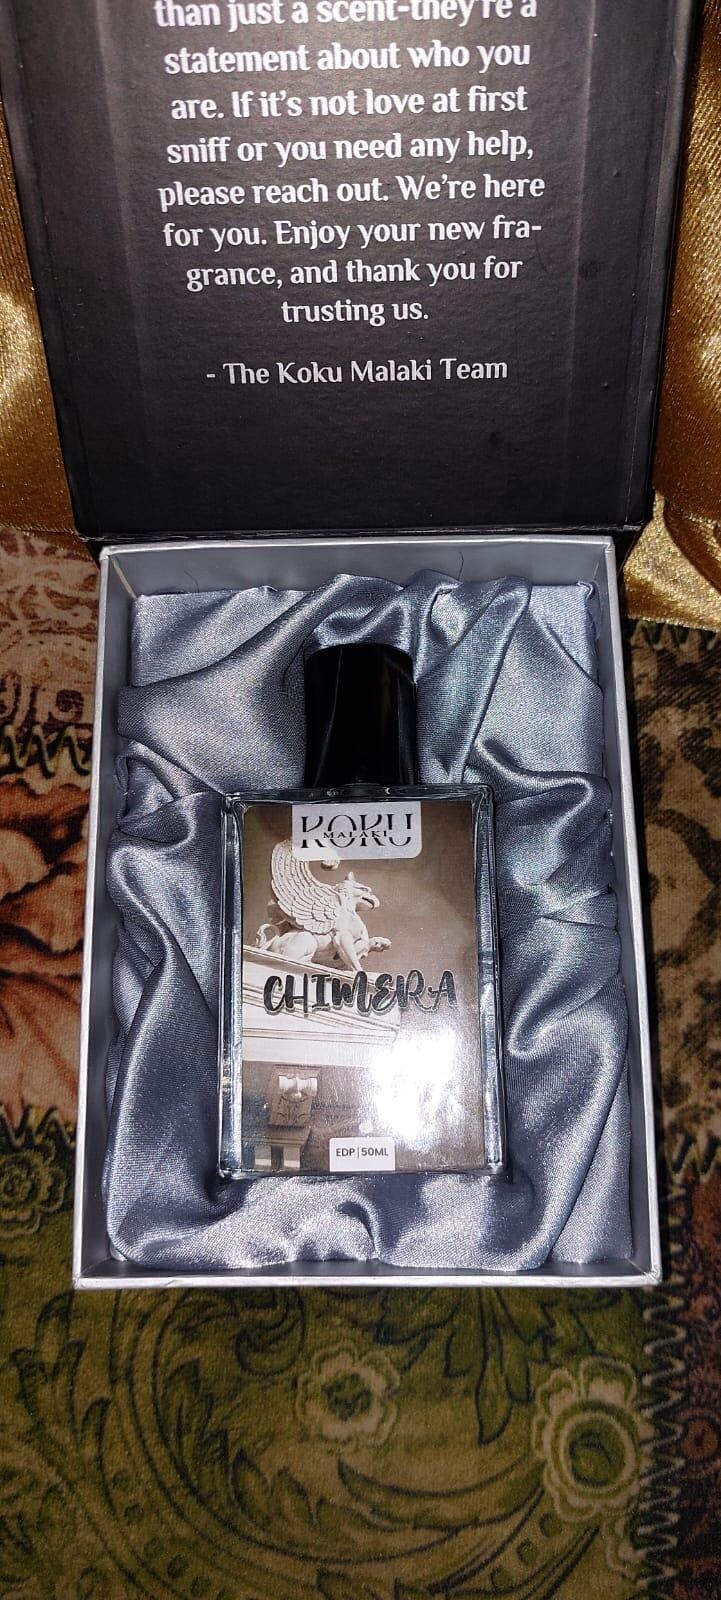 than just a scent-they're a
statement about who you
are. If it's not love at first
sniff or you need any help,
please reach out. We're here
for you. Enjoy your new fra-
grance, and thank you for
trusting us.
- The Koku Malaki Team
KOKU
MALAKI
CHIMERA
EDP | 50ML